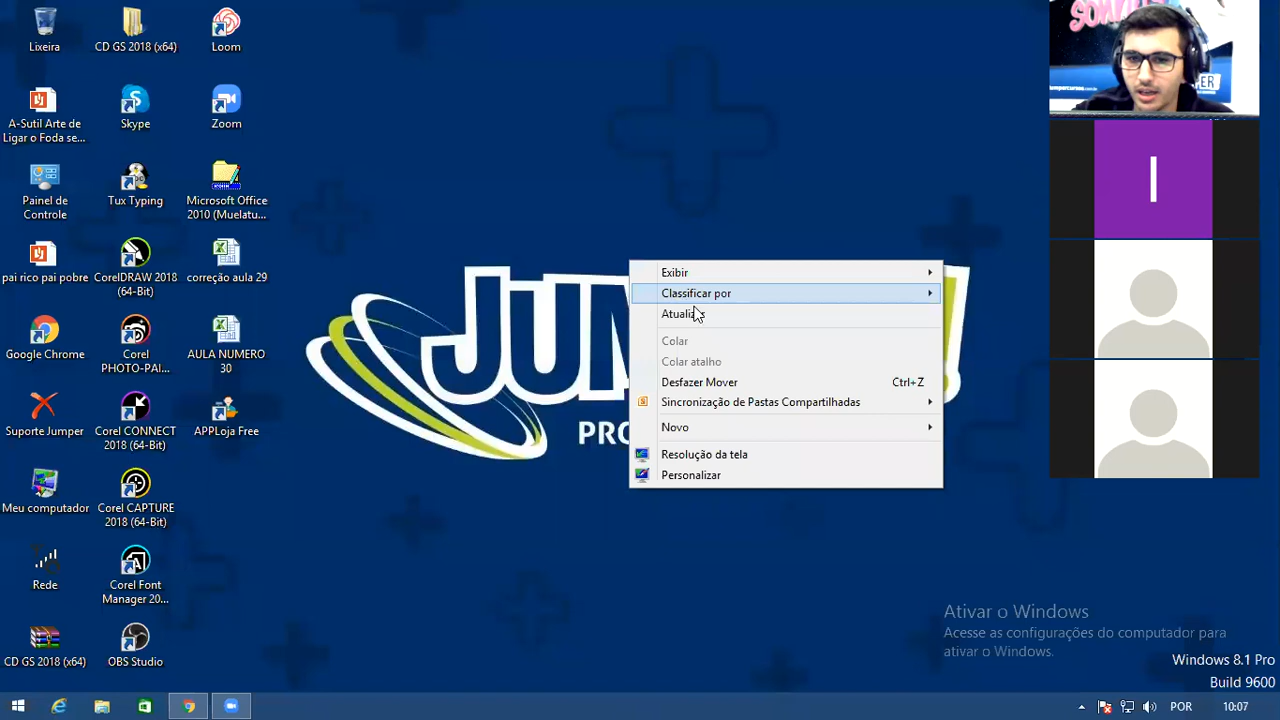 Lixeira
CD GS 2018 (x64)
Loom
A-Sutil Arte de
Ligar o Foda se...
Skype
Zoom
Painel de
Controle
Tux Typing
Microsoft Office
2010 (Muelatu...
pai rico pai pobre
CorelDRAW 2018
(64-Bit)
correção aula 29
Google Chrome
Corel
PHOTO-PAI...
AULA NUMERO
30
Suporte Jumper
Corel CONNECT
2018 (64-Bit)
APPLoja Free
Meu computador
Corel CAPTURE
2018 (64-Bit)
Rede
Corel Font
Manager 20...
CD GS 2018 (x64)
OBS Studio
Exibir
Classificar por
Colar
Colar atalho
Desfazer Mover Ctrl+Z
Sincronização de Pastas Compartilhadas
Novo
Resolução da tela
Personalizar
I
Ativar o Windows
Acesse as configurações do computador para
ativar o Windows.
Windows 8.1 Pro
Build 9600
POR
10:07